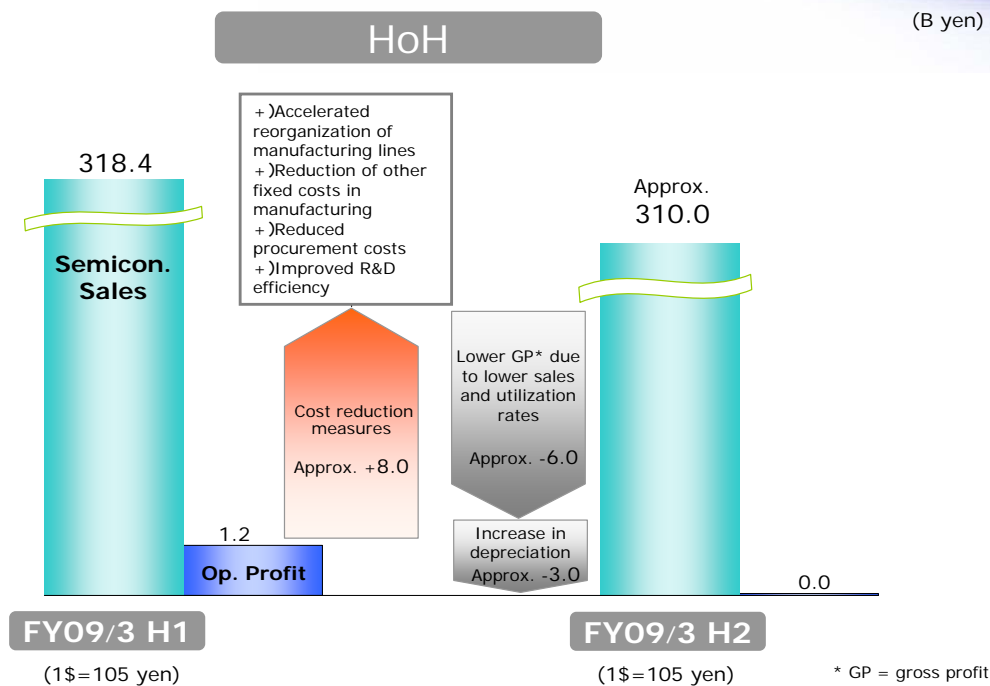 HoH
(B yen)
+)Accelerated
reorganization of
manufacturing lines
+)Reduction of other
fixed costs in
manufacturing
+)Reduced
procurement costs
+)Improved R&D
efficiency
318.4
Semicon.
Sales
1.2
Op. Profit
Cost reduction
measures
Approx. +8.0
Lower GP* due
to lower sales
and utilization
rates
Approx. -6.0
Increase in
depreciation
Approx. -3.0
Approx.
310.0
0.0
FY09/3 H1
(1$=105 yen)
FY09/3 H2
(1$=105 yen)
* GP = gross profit